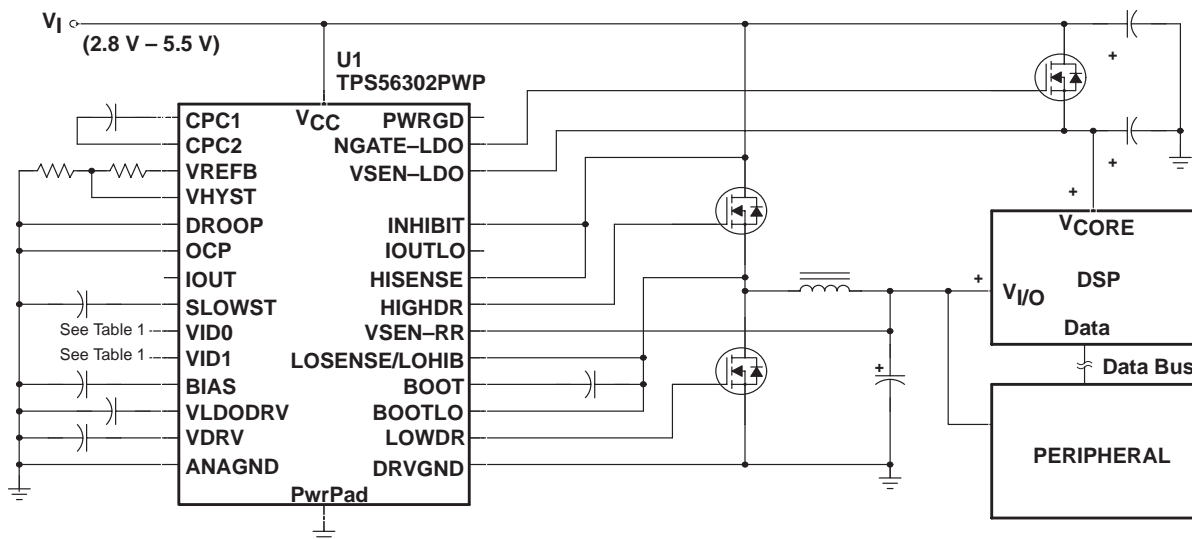 VI
(2.8 V – 5.5 V)
U1
TPS56302PWP
VCC
CPC1
CPC2
VREFB
VHYST
DROOP
OCP
IOUT
SLOWST
See Table 1
VID0
See Table 1
VID1
BIAS
VLDODRV
VDRV
ANAGND
PwrPad
PWRGD
NGATE–LDO
VSEN–LDO
INHIBIT
IOUTLO
HISENSE
HIGHDR
VSEN–RR
LOSENSE/LOHIB
BOOT
BOOTLO
LOWDR
DRVGND
+
+
+
+
+
VCORE
DSP
VI/O
Data
Data Bus
PERIPHERAL